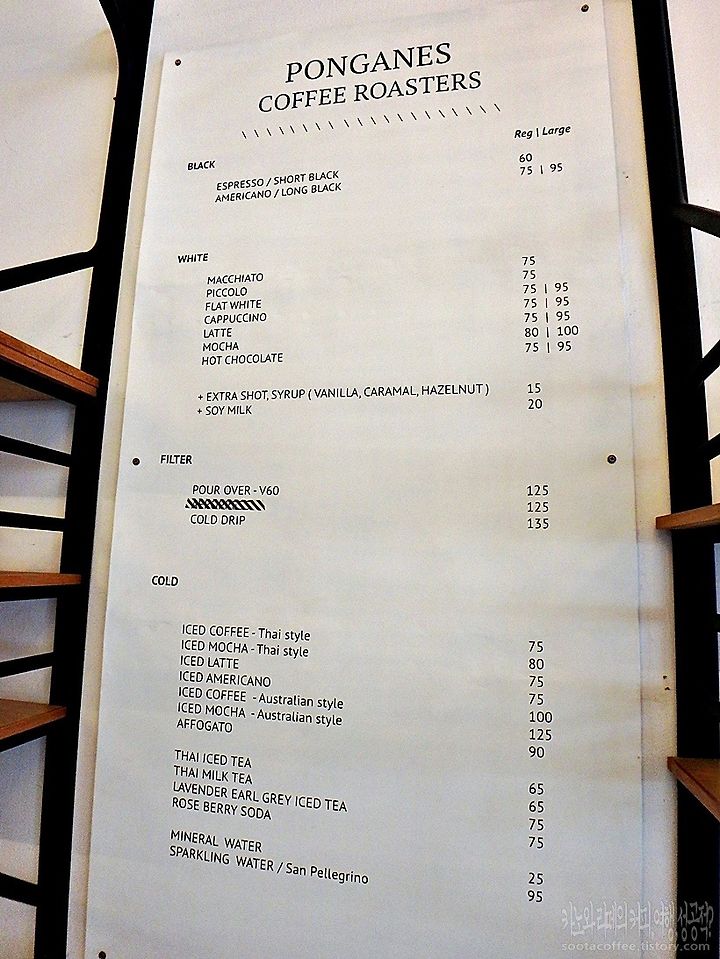 PONGANES
COFFEE ROASTERS
Reg | Large
BLACK
ESPRESSO / SHORT BLACK 60
AMERICANO / LONG BLACK 75 | 95
WHITE
MACCHIATO 75
PICCOLO 75
FLAT WHITE 75 | 95
CAPPUCCINO 75 | 95
LATTE 75 | 95
MOCHA 80 | 100
HOT CHOCOLATE 75 | 95
+ EXTRA SHOT, SYRUP ( VANILLA, CARAMAL, HAZELNUT ) 15
+ SOY MILK 20
FILTER
POUR OVER - V60 125
125
COLD DRIP 135
COLD
ICED COFFEE - Thai style 75
ICED MOCHA - Thai style 80
ICED LATTE 75
ICED AMERICANO 75
ICED COFFEE - Australian style 100
ICED MOCHA - Australian style 125
AFFOGATO 90
THAI ICED TEA 65
THAI MILK TEA 65
LAVENDER EARL GREY ICED TEA 75
ROSE BERRY SODA 75
MINERAL WATER 25
SPARKLING WATER / San Pellegrino 95
sootacoffee.tistory.com